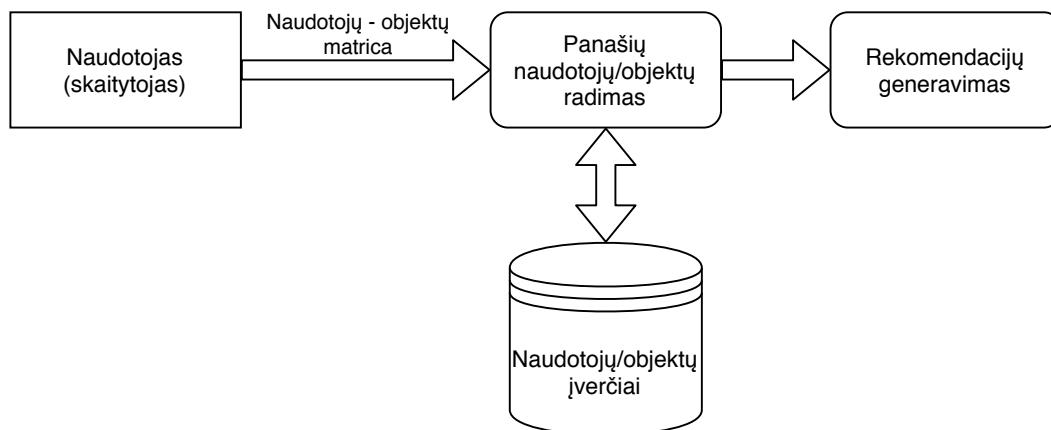 Naudotojas
(skaitytojas)
Naudotojų - objektų
matrica
Panašių
naudotojų/objektų
radimas
Rekomendacijų
generavimas
Naudotojų/objektų
įverčiai